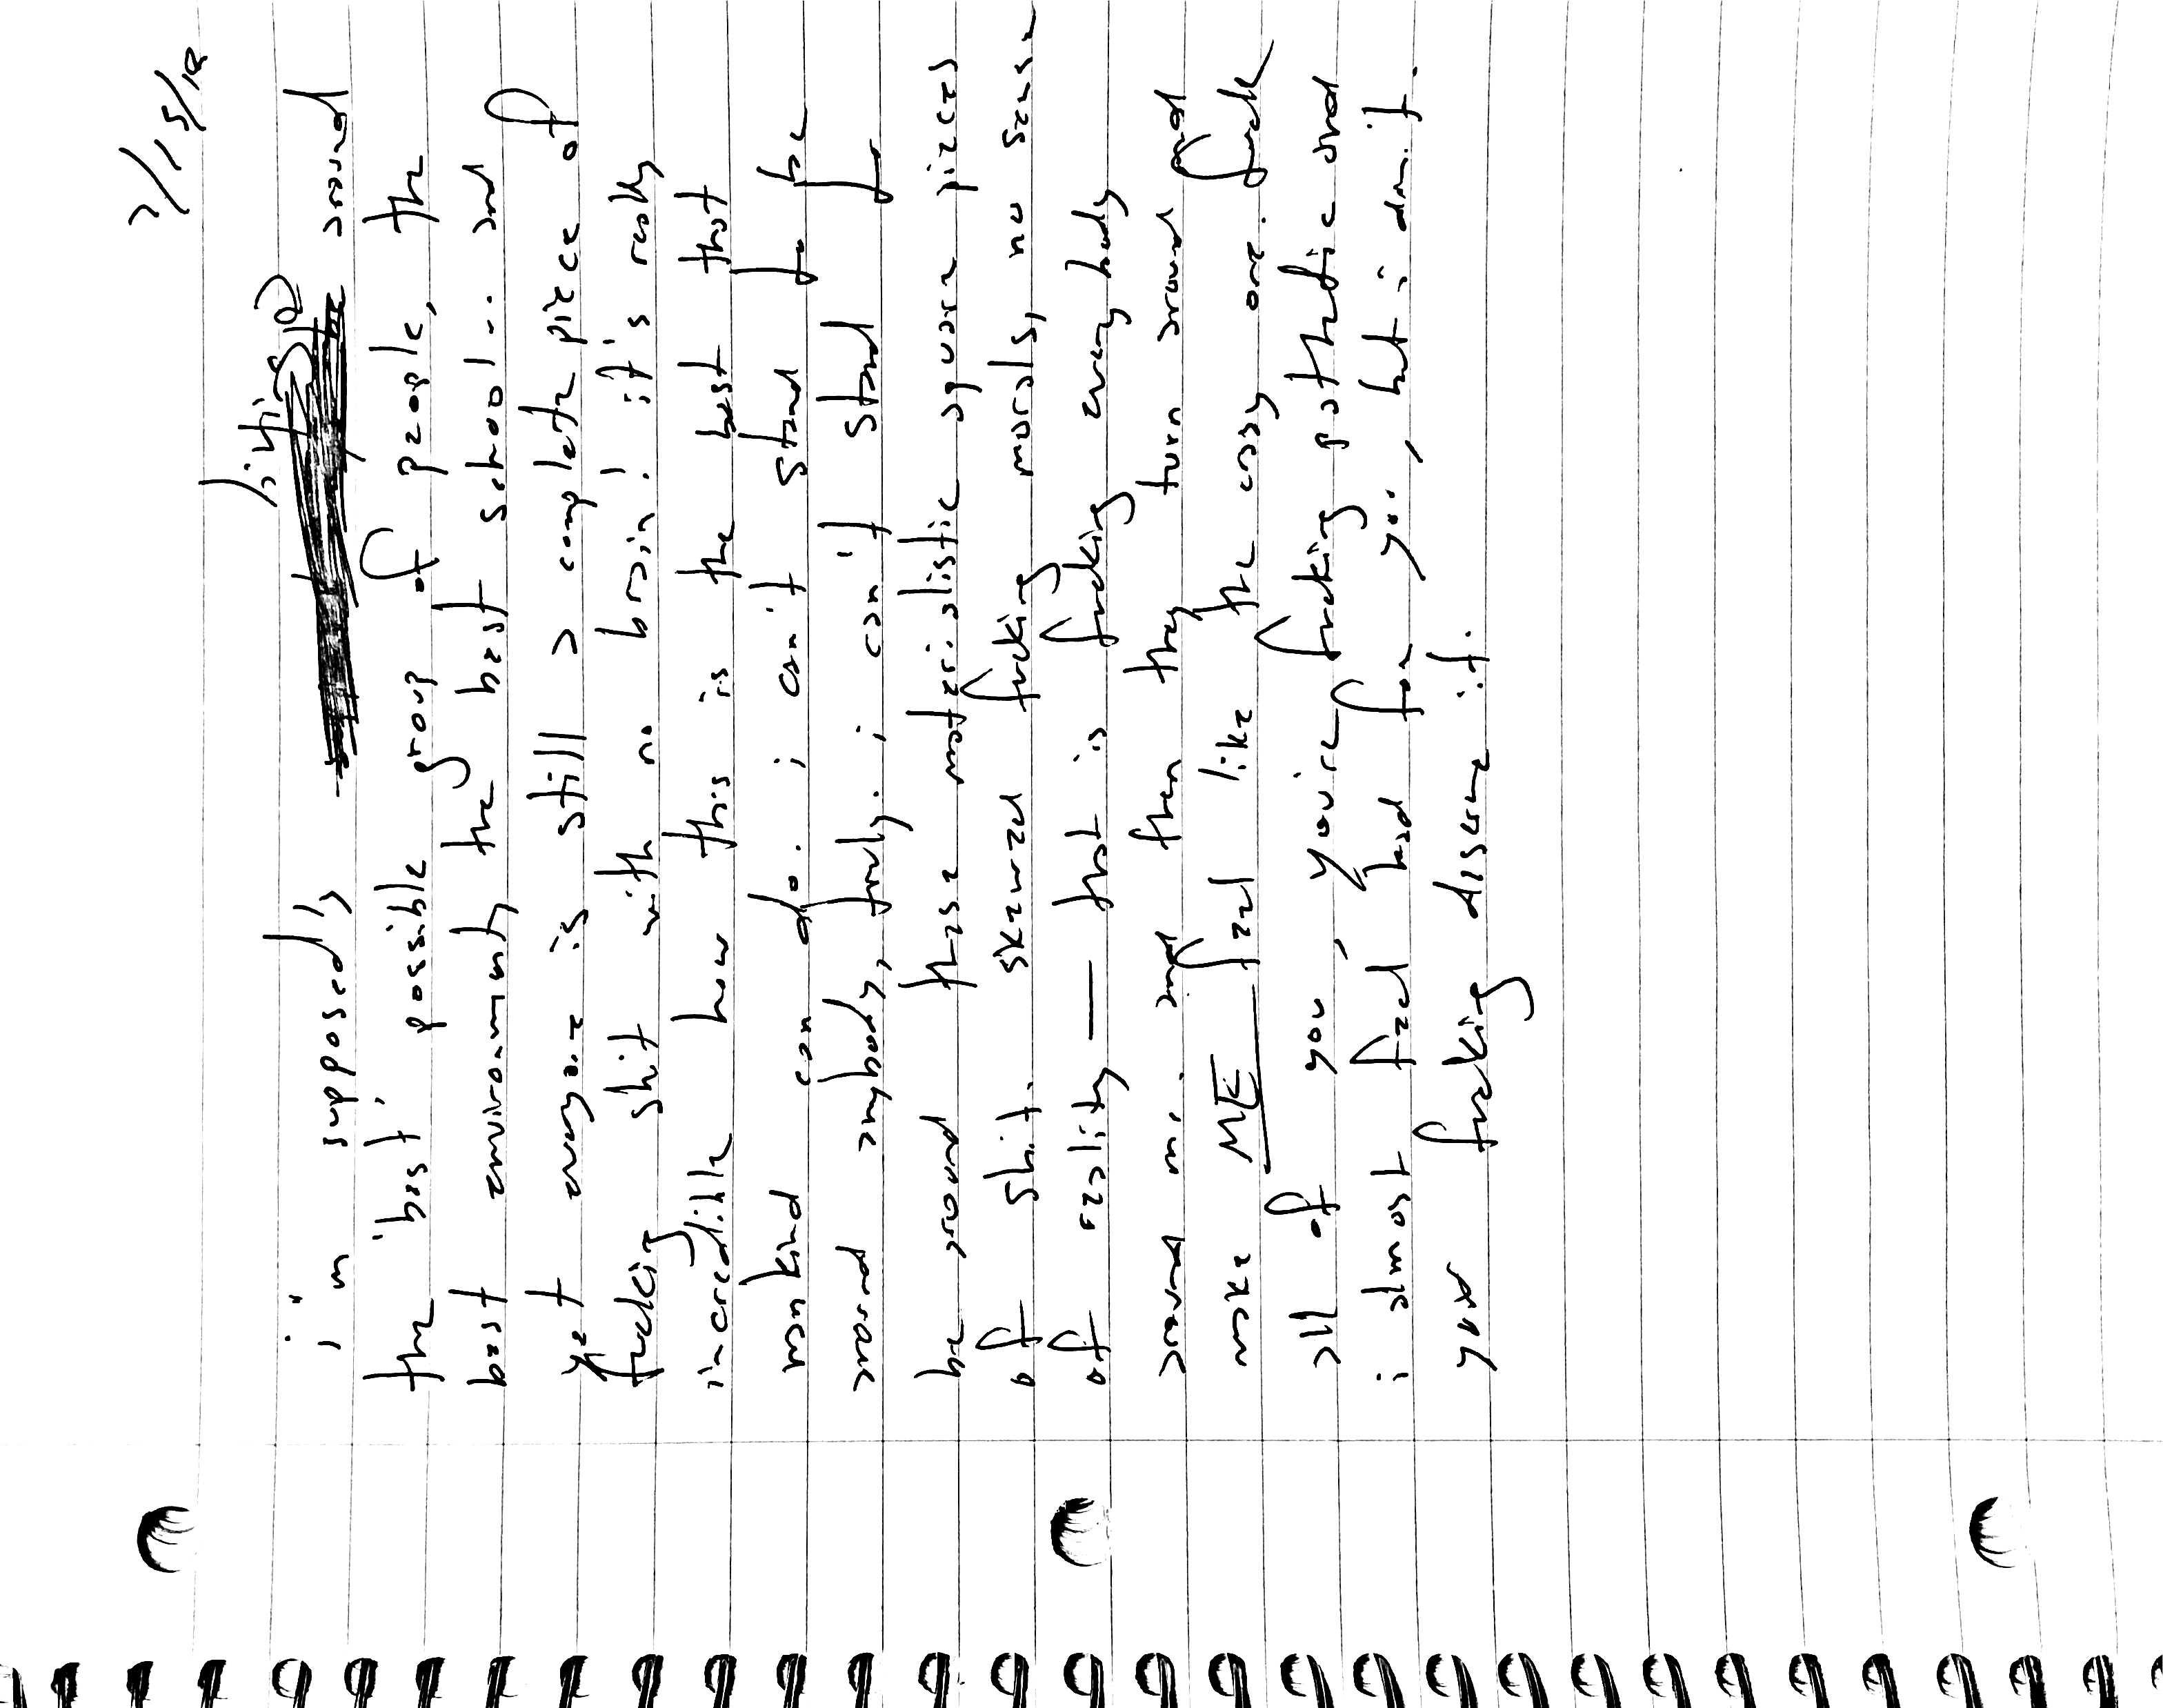 2/15/18
living
i'm supposedly around
the 'best' possible group of people, the
best environment, the best school... and
yet everyone is still a complete piece of
fucking shit with no brain! it's really
incredible how this is the best that
mankind can do. i can't stand to be
around anybody, truly. i can't stand to
be around these materialistic square pieces
of shit. skewed fucking morals, no sense
of reality — that is fucking everybody
around me. and then they turn around and
make ME feel like the crazy one. fuck
all of you, you're fucking pathetic and
i almost feel bad for you, but i don't.
you fucking deserve it.